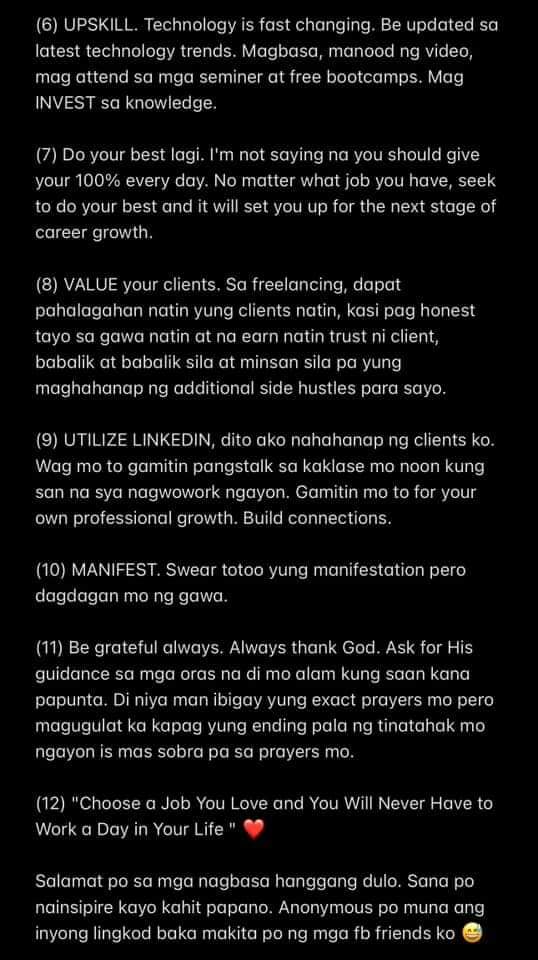 (6) UPSKILL. Technology is fast changing. Be updated sa
latest technology trends. Magbasa, manood ng video,
mag attend sa mga seminer at free bootcamps. Mag
INVEST sa knowledge.
(7) Do your best lagi. I'm not saying na you should give
your 100% every day. No matter what job you have, seek
to do your best and it will set you up for the next stage of
career growth.
(8) VALUE your clients. Sa freelancing, dapat
pahalagahan natin yung clients natin, kasi pag honest
tayo sa gawa natin at na earn natin trust ni client,
babalik at babalik sila at minsan sila pa yung
maghahanap ng additional side hustles para sayo.
(9) UTILIZE LINKEDIN, dito ako nahahanap ng clients ko.
Wag mo to gamitin pangstalk sa kaklase mo noon kung
san na sya nagwowork ngayon. Gamitin mo to for your
own professional growth. Build connections.
(10) MANIFEST. Swear totoo yung manifestation pero
dagdagan mo ng gawa.
(11) Be grateful always. Always thank God. Ask for His
guidance sa mga oras na di mo alam kung saan kana
papunta. Di niya man ibigay yung exact prayers mo pero
magugulat ka kapag yung ending pala ng tinatahak mo
ngayon is mas sobra pa sa prayers mo.
(12) "Choose a Job You Love and You Will Never Have to
Work a Day in Your Life " ❤️
Salamat po sa mga nagbasa hanggang dulo. Sana po
nainsipire kayo kahit papano. Anonymous po muna ang
inyong lingkod baka makita po ng mga fb friends ko 😅